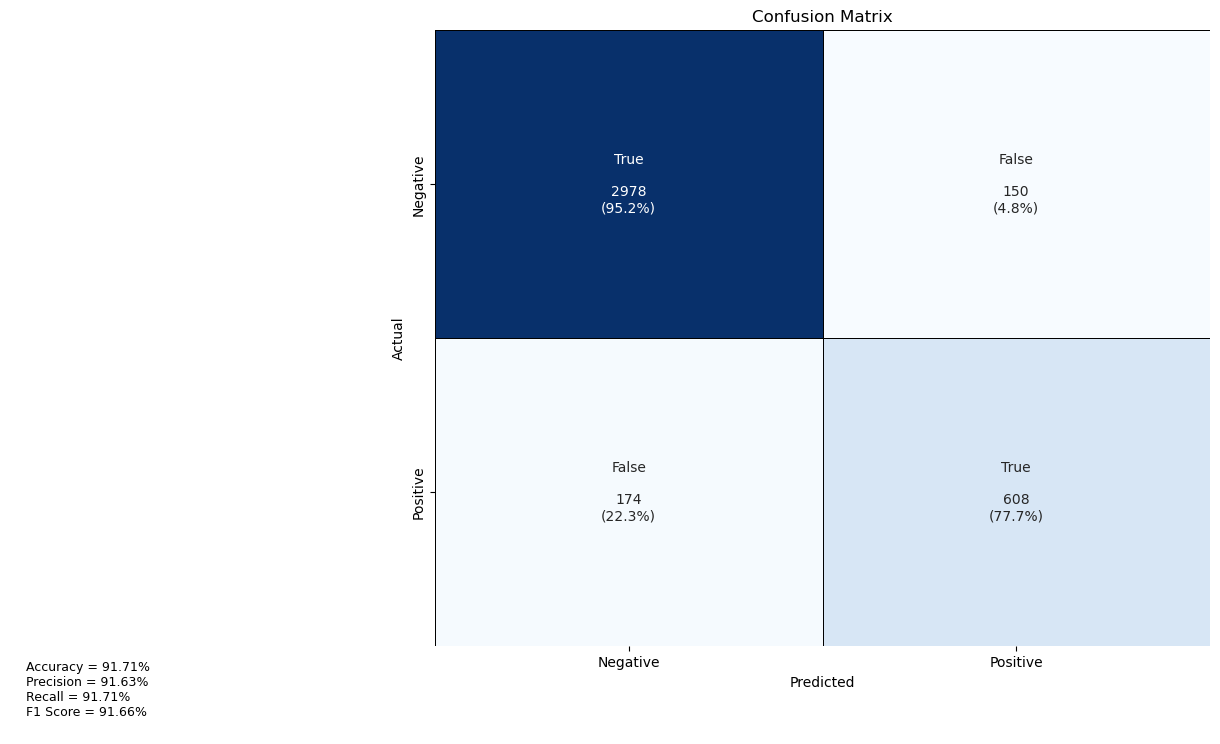 Confusion Matrix
Negative
True
2978
(95.2%)
False
150
(4.8%)
Actual
Positive
False
174
(22.3%)
True
608
(77.7%)
Negative
Positive
Predicted
Accuracy = 91.71%
Precision = 91.63%
Recall = 91.71%
F1 Score = 91.66%